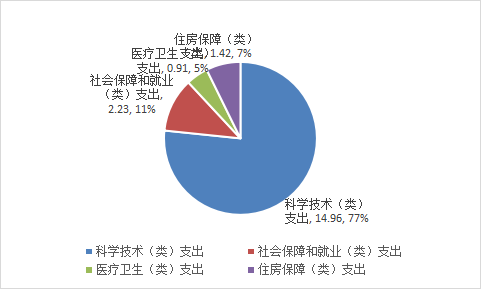 住房保障（类）
支出, 1.42, 7%
医疗卫生（类）
支出, 0.91, 5%
社会保障和就业
（类）支出,
2.23, 11%
科学技术（类）
支出, 14.96, 77%
科学技术（类）支出
社会保障和就业（类）支出
医疗卫生（类）支出
住房保障（类）支出